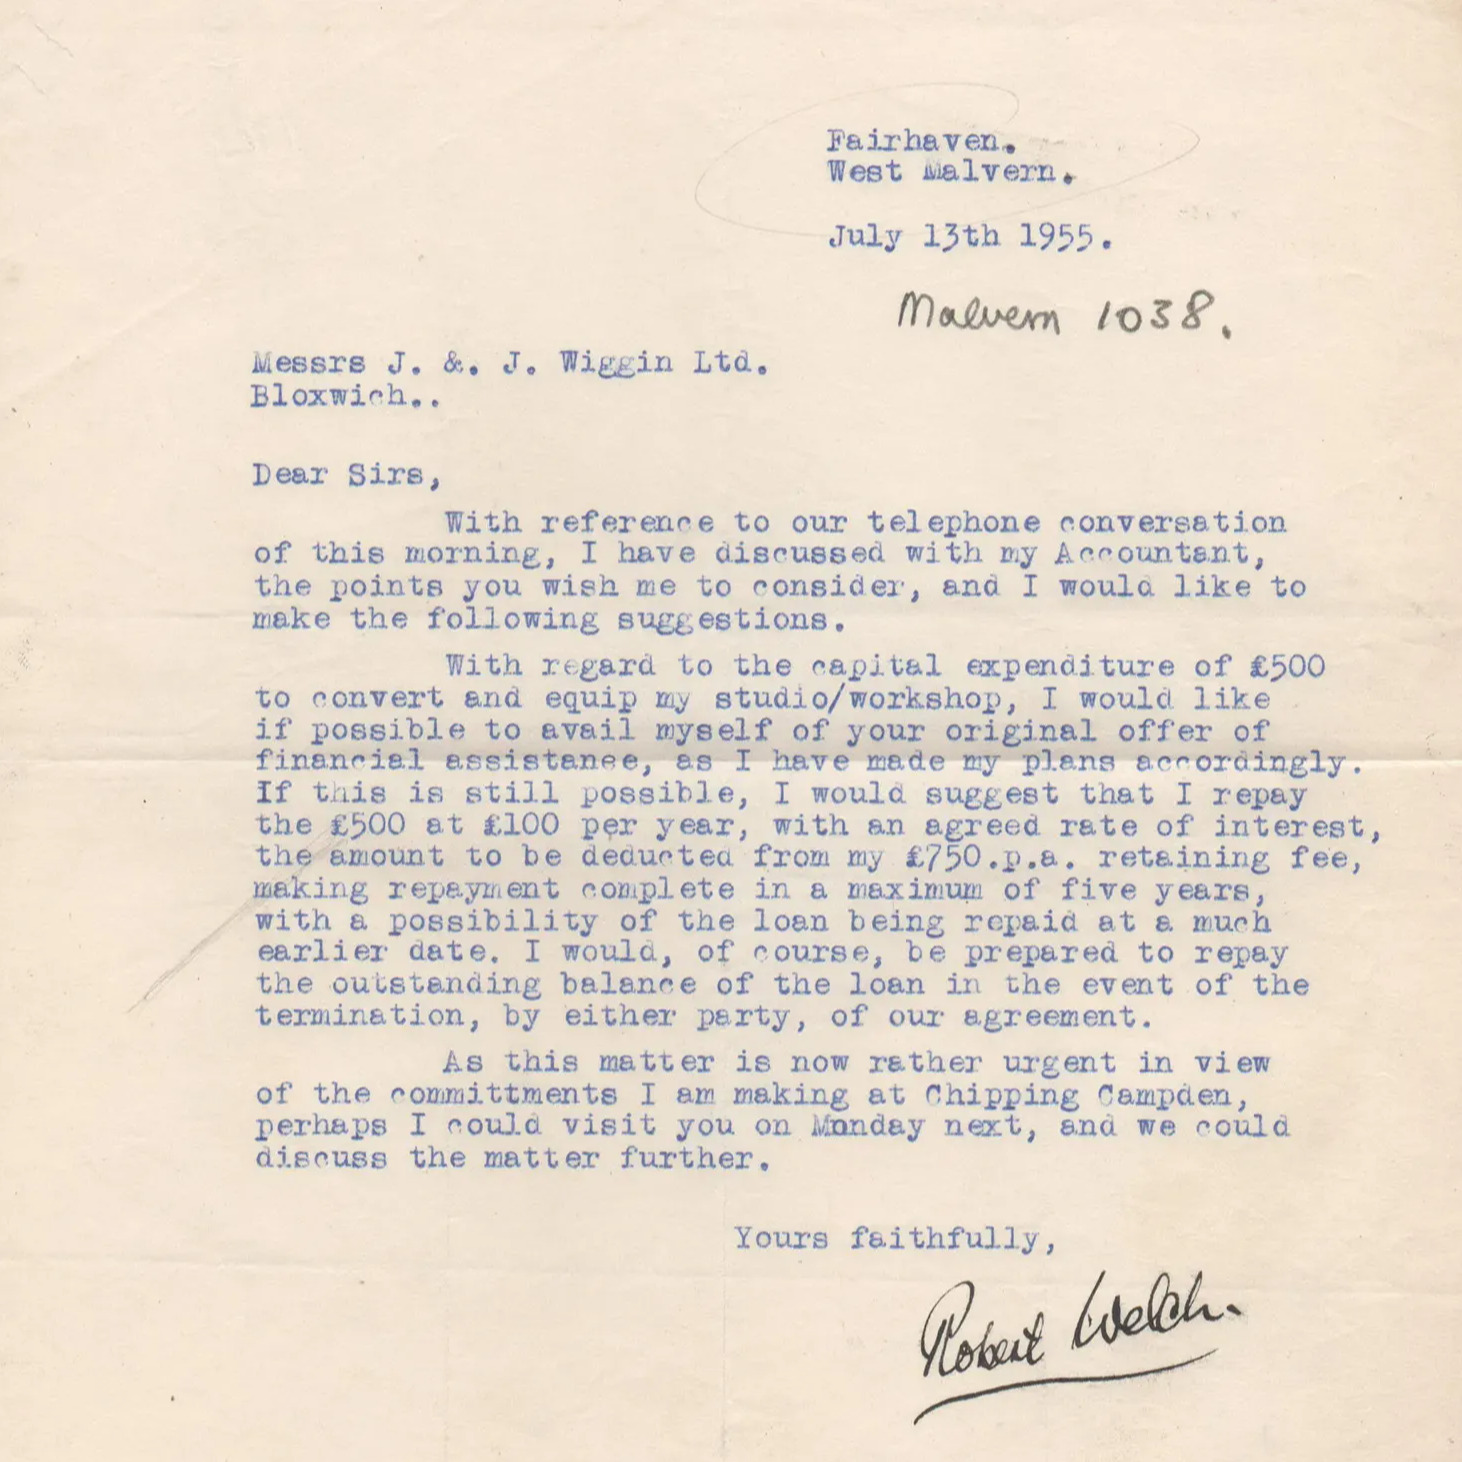 Fairhaven.
West Malvern.
July 13th 1955.
Malvern 1038.
Messrs J. &. J. Wiggin Ltd.
Bloxwich..
Dear Sirs,
With reference to our telephone conversation
of this morning, I have discussed with my Accountant,
the points you wish me to consider, and I would like to
make the following suggestions.
With regard to the capital expenditure of £500
to convert and equip my studio/workshop, I would like
if possible to avail myself of your original offer of
financial assistanee, as I have made my plans accordingly.
If this is still possible, I would suggest that I repay
the £500 at £100 per year, with an agreed rate of interest,
the amount to be deducted from my £750.p.a. retaining fee,
making repayment complete in a maximum of five years,
with a possibility of the loan being repaid at a much
earlier date. I would, of course, be prepared to repay
the outstanding balance of the loan in the event of the
termination, by either party, of our agreement.
As this matter is now rather urgent in view
of the committments I am making at Chipping Campden,
perhaps I could visit you on Monday next, and we could
discuss the matter further.
Yours faithfully,
Robert Welch.